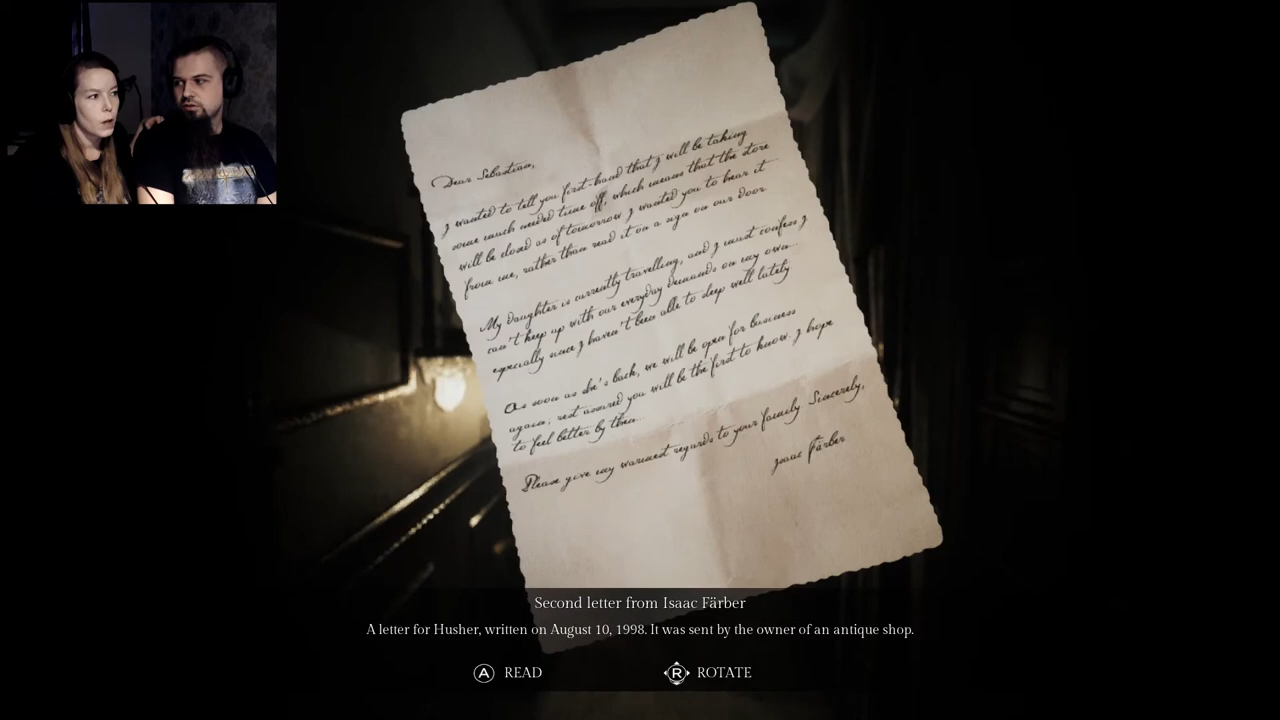 Dear Sebastian,
I wanted to tell you first-hand that I will be taking
some much needed time off, which means that the store
will be closed as of tomorrow. I wanted you to hear it
from me, rather than read it on a sign on our door.
My daughter is currently travelling, and I must confess I
can't keep up with our everyday demands on my own...
especially since I haven't been able to sleep well lately.
As soon as she's back, we will be open for business
again; rest assured you will be the first to know. I hope
to feel better by then...
Please give my warmest regards to your family. Sincerely,
Isaac Färber
Second letter from Isaac Färber
A letter for Husher, written on August 10, 1998. It was sent by the owner of an antique shop.
A READ
R ROTATE